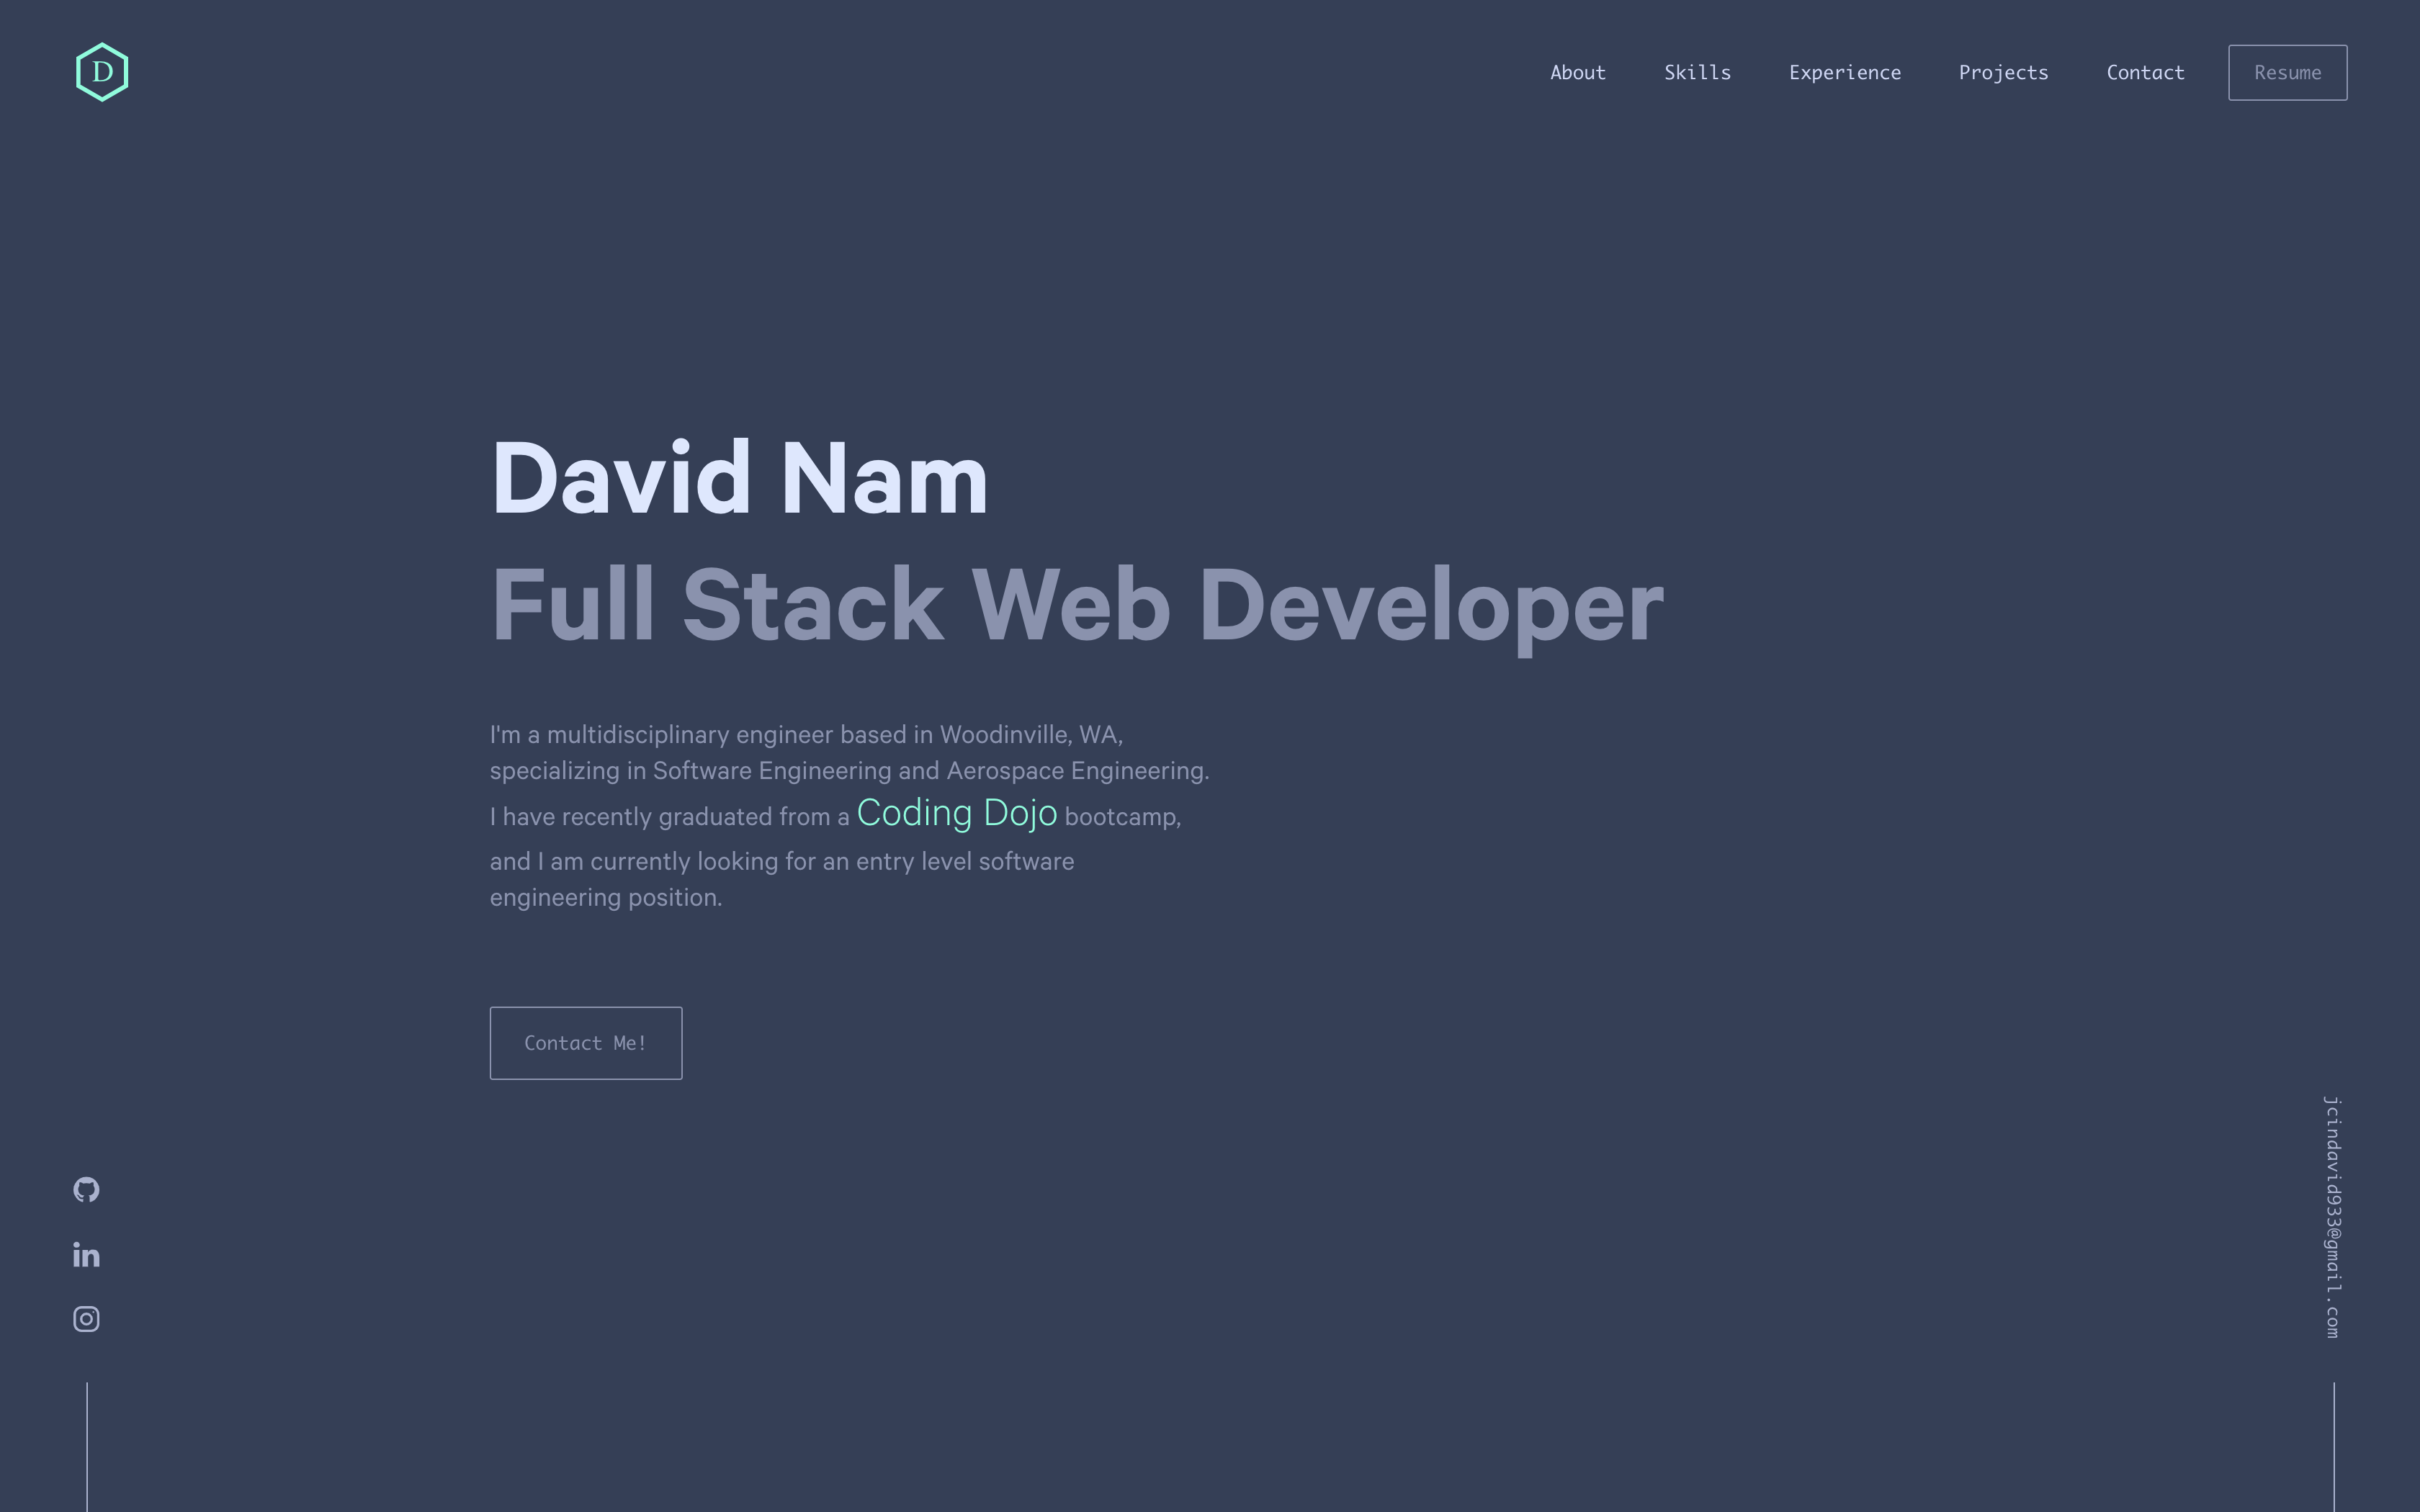 D
About
Skills
Experience
Projects
Contact
Resume
David Nam
Full Stack Web Developer
I'm a multidisciplinary engineer based in Woodinville, WA,
specializing in Software Engineering and Aerospace Engineering.
I have recently graduated from a Coding Dojo bootcamp,
and I am currently looking for an entry level software
engineering position.
Contact Me!
in
jcindavid933@gmail.com